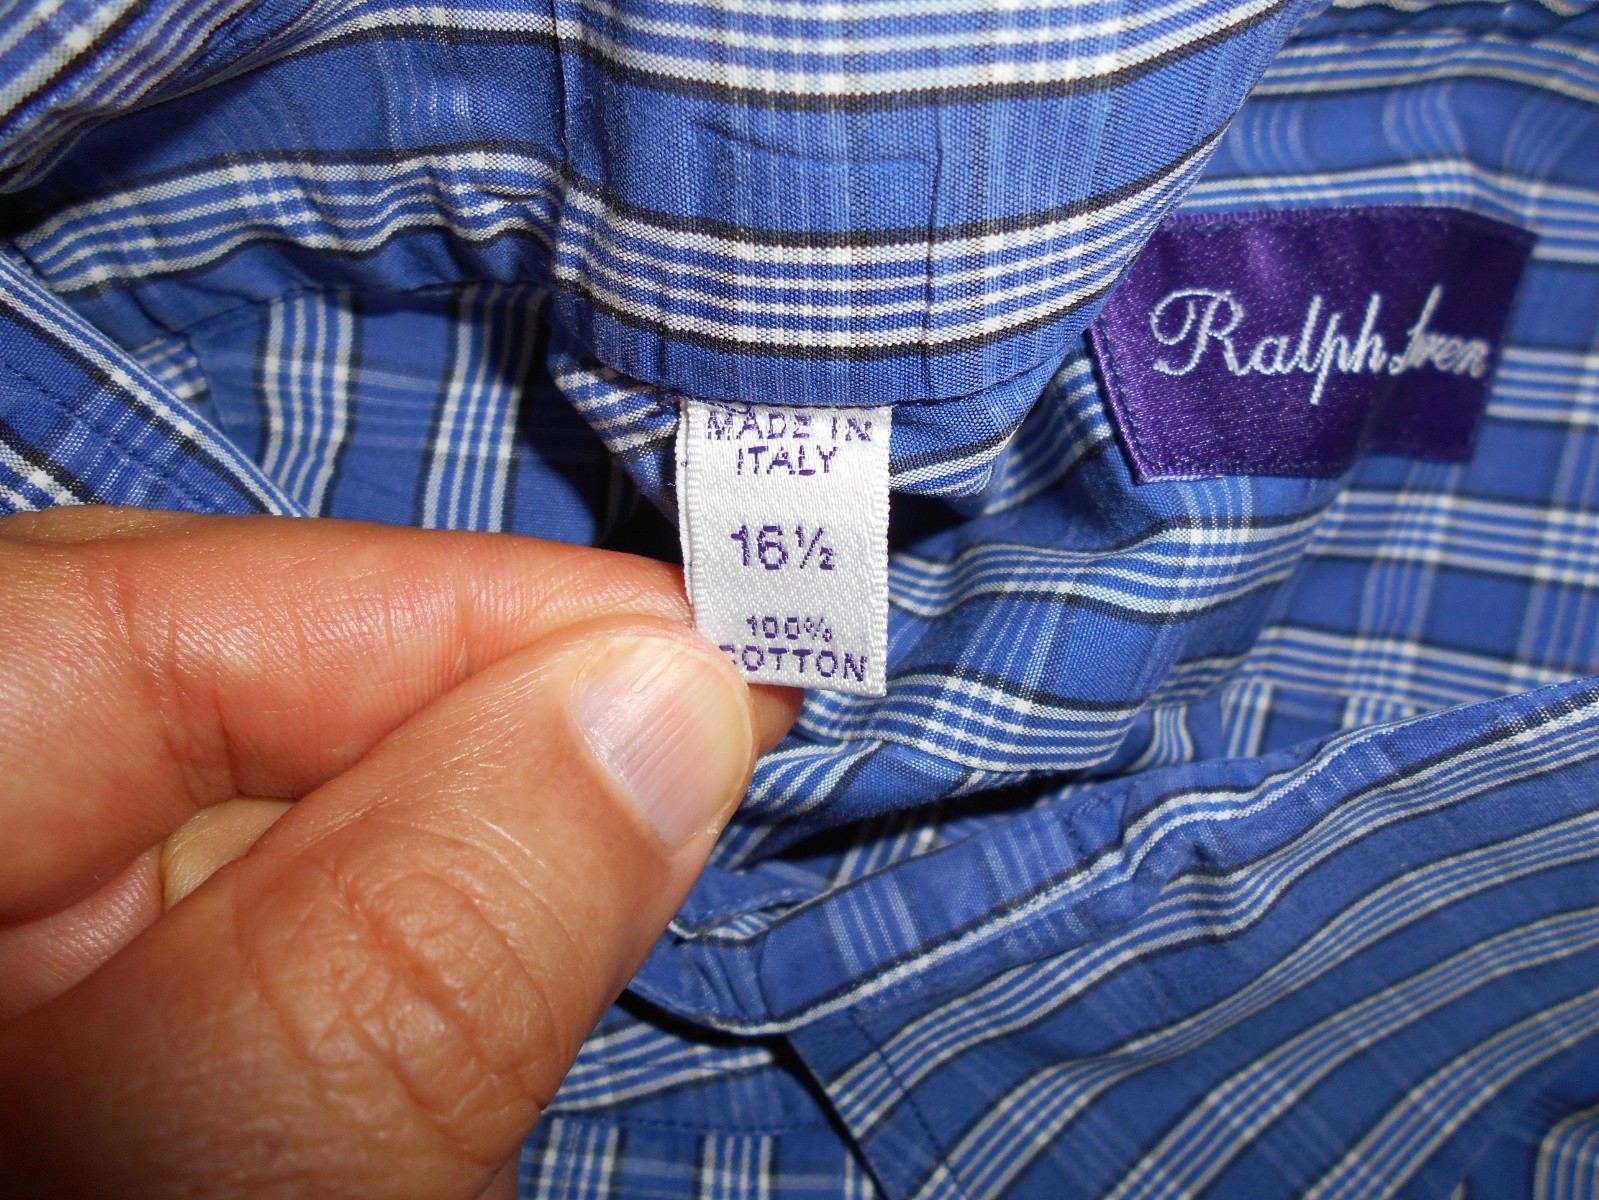 Ralph Lauren
MADE IN
ITALY
16½
100%
COTTON